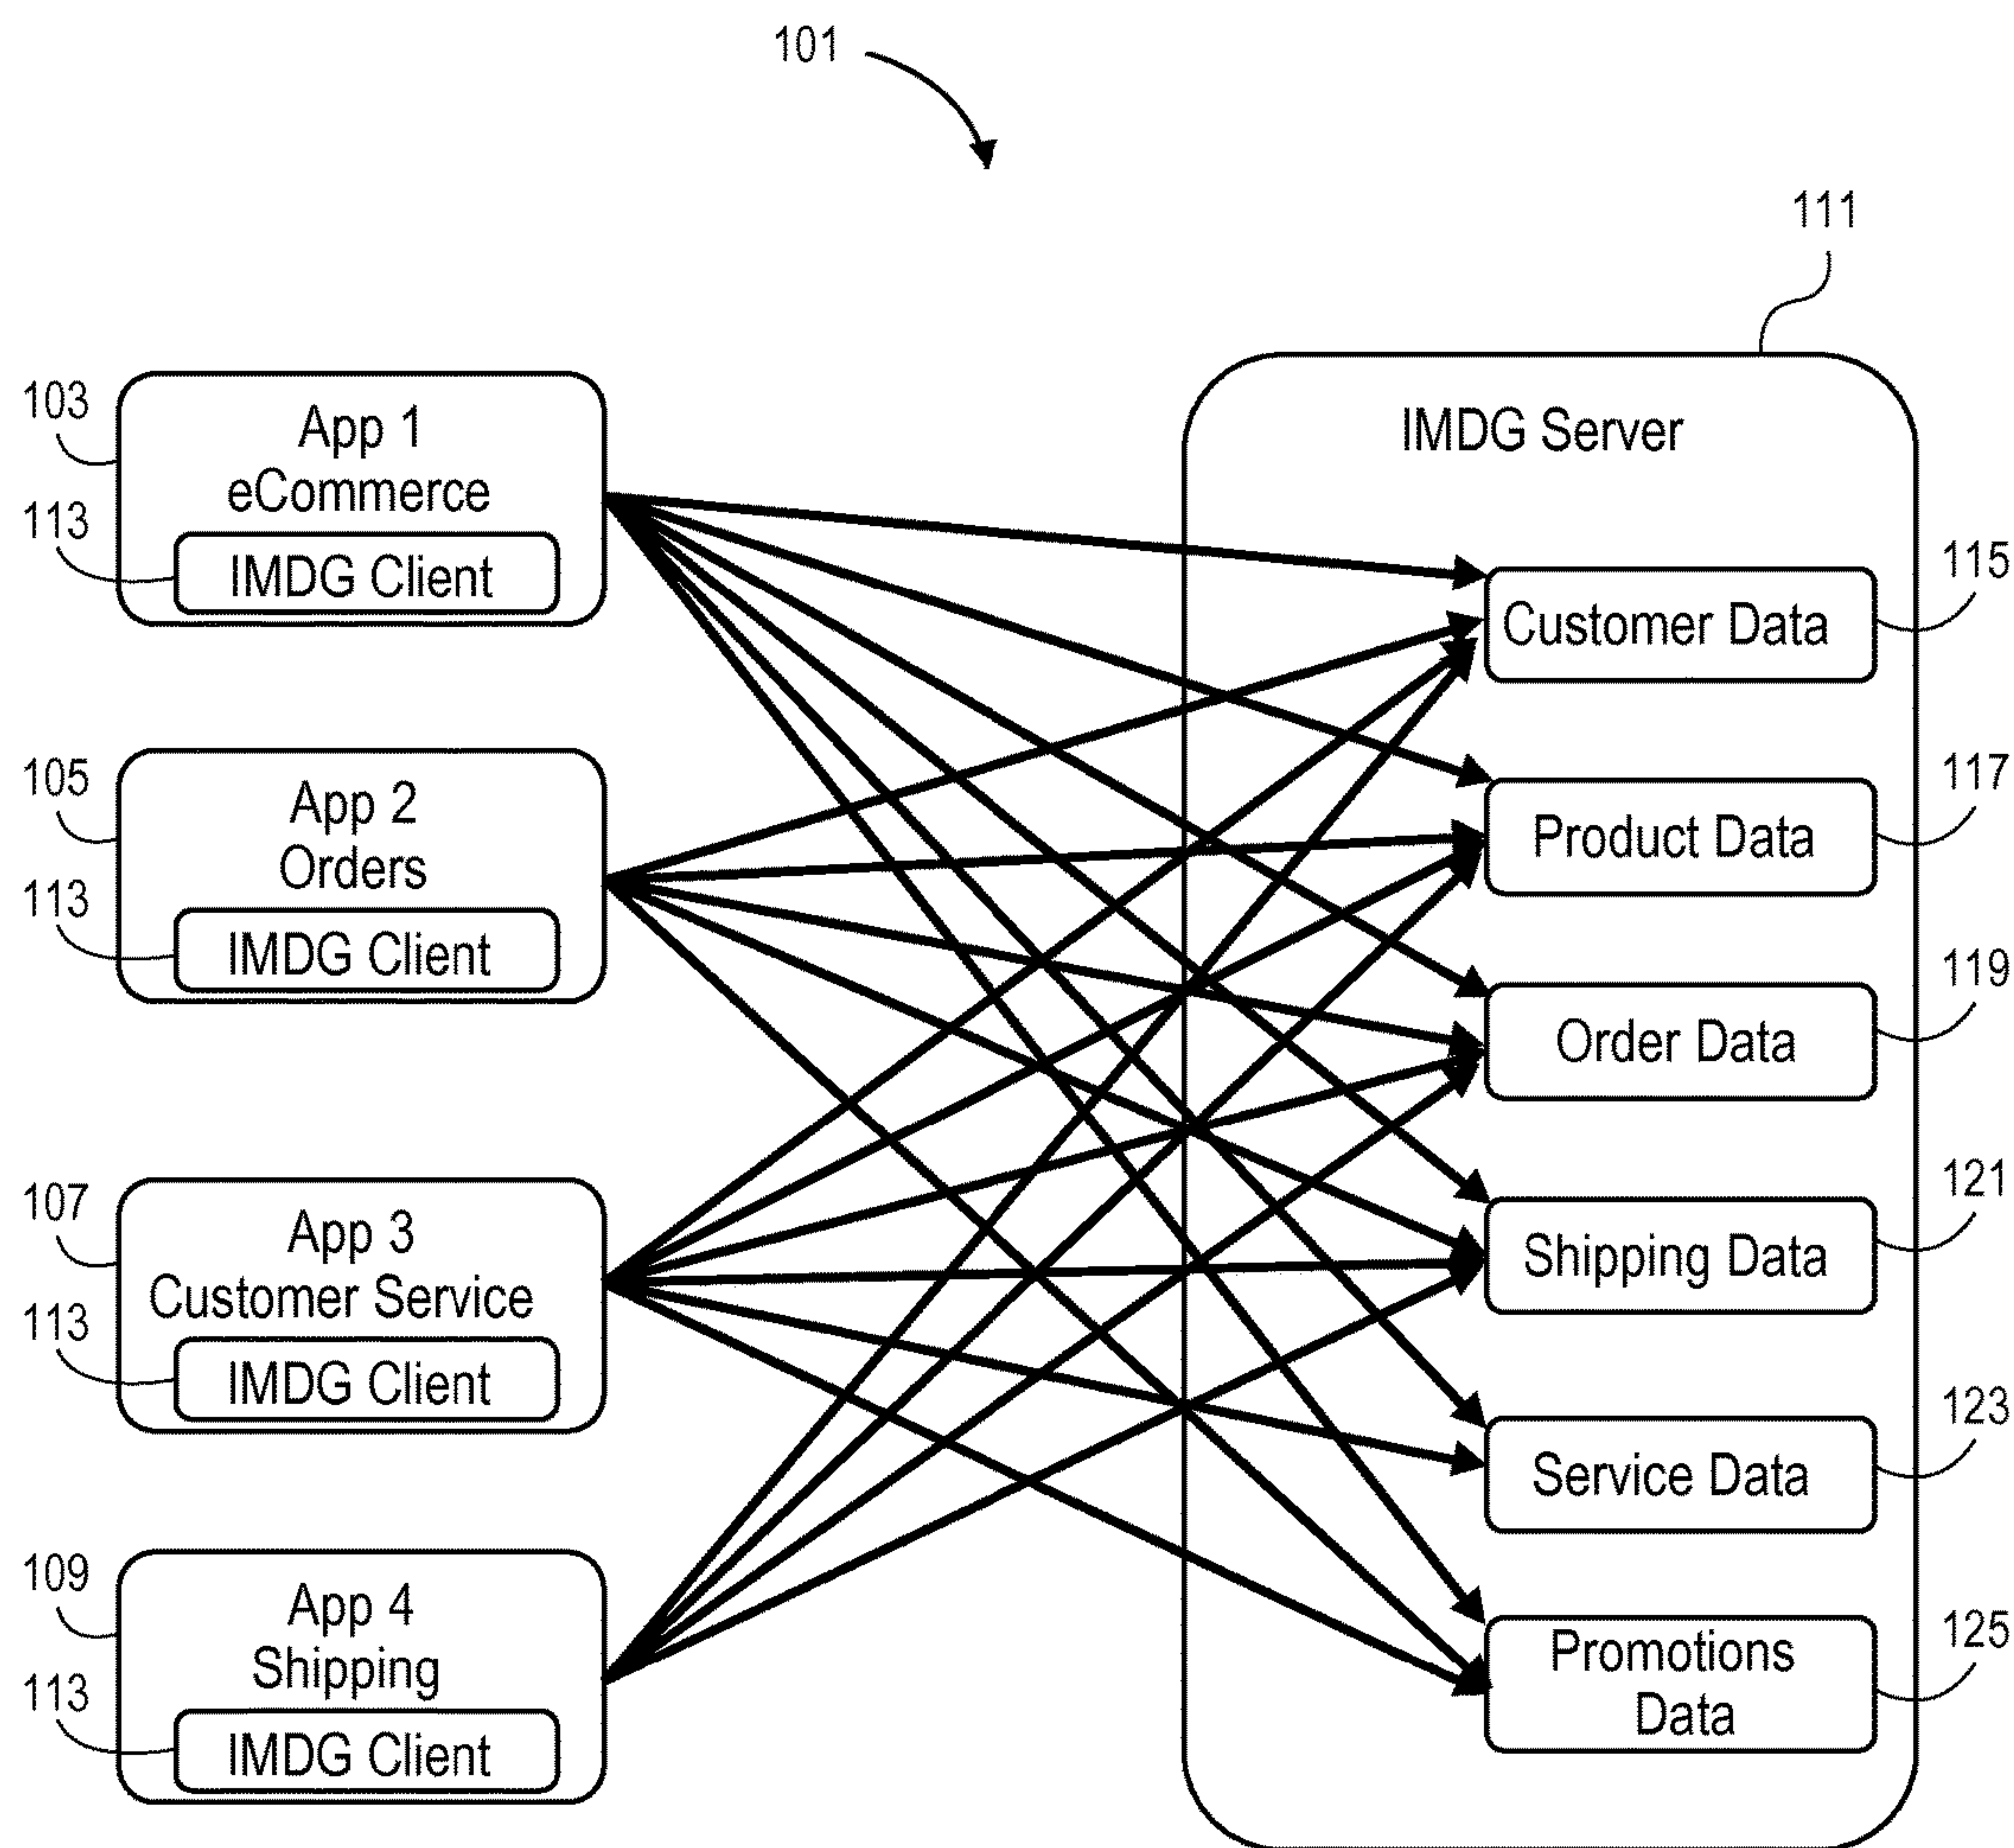 101
111
103
App 1
eCommerce
113
IMDG Client
105
App 2
Orders
113
IMDG Client
107
App 3
Customer Service
113
IMDG Client
109
App 4
Shipping
113
IMDG Client
IMDG Server
Customer Data
115
Product Data
117
Order Data
119
Shipping Data
121
Service Data
123
Promotions
Data
125